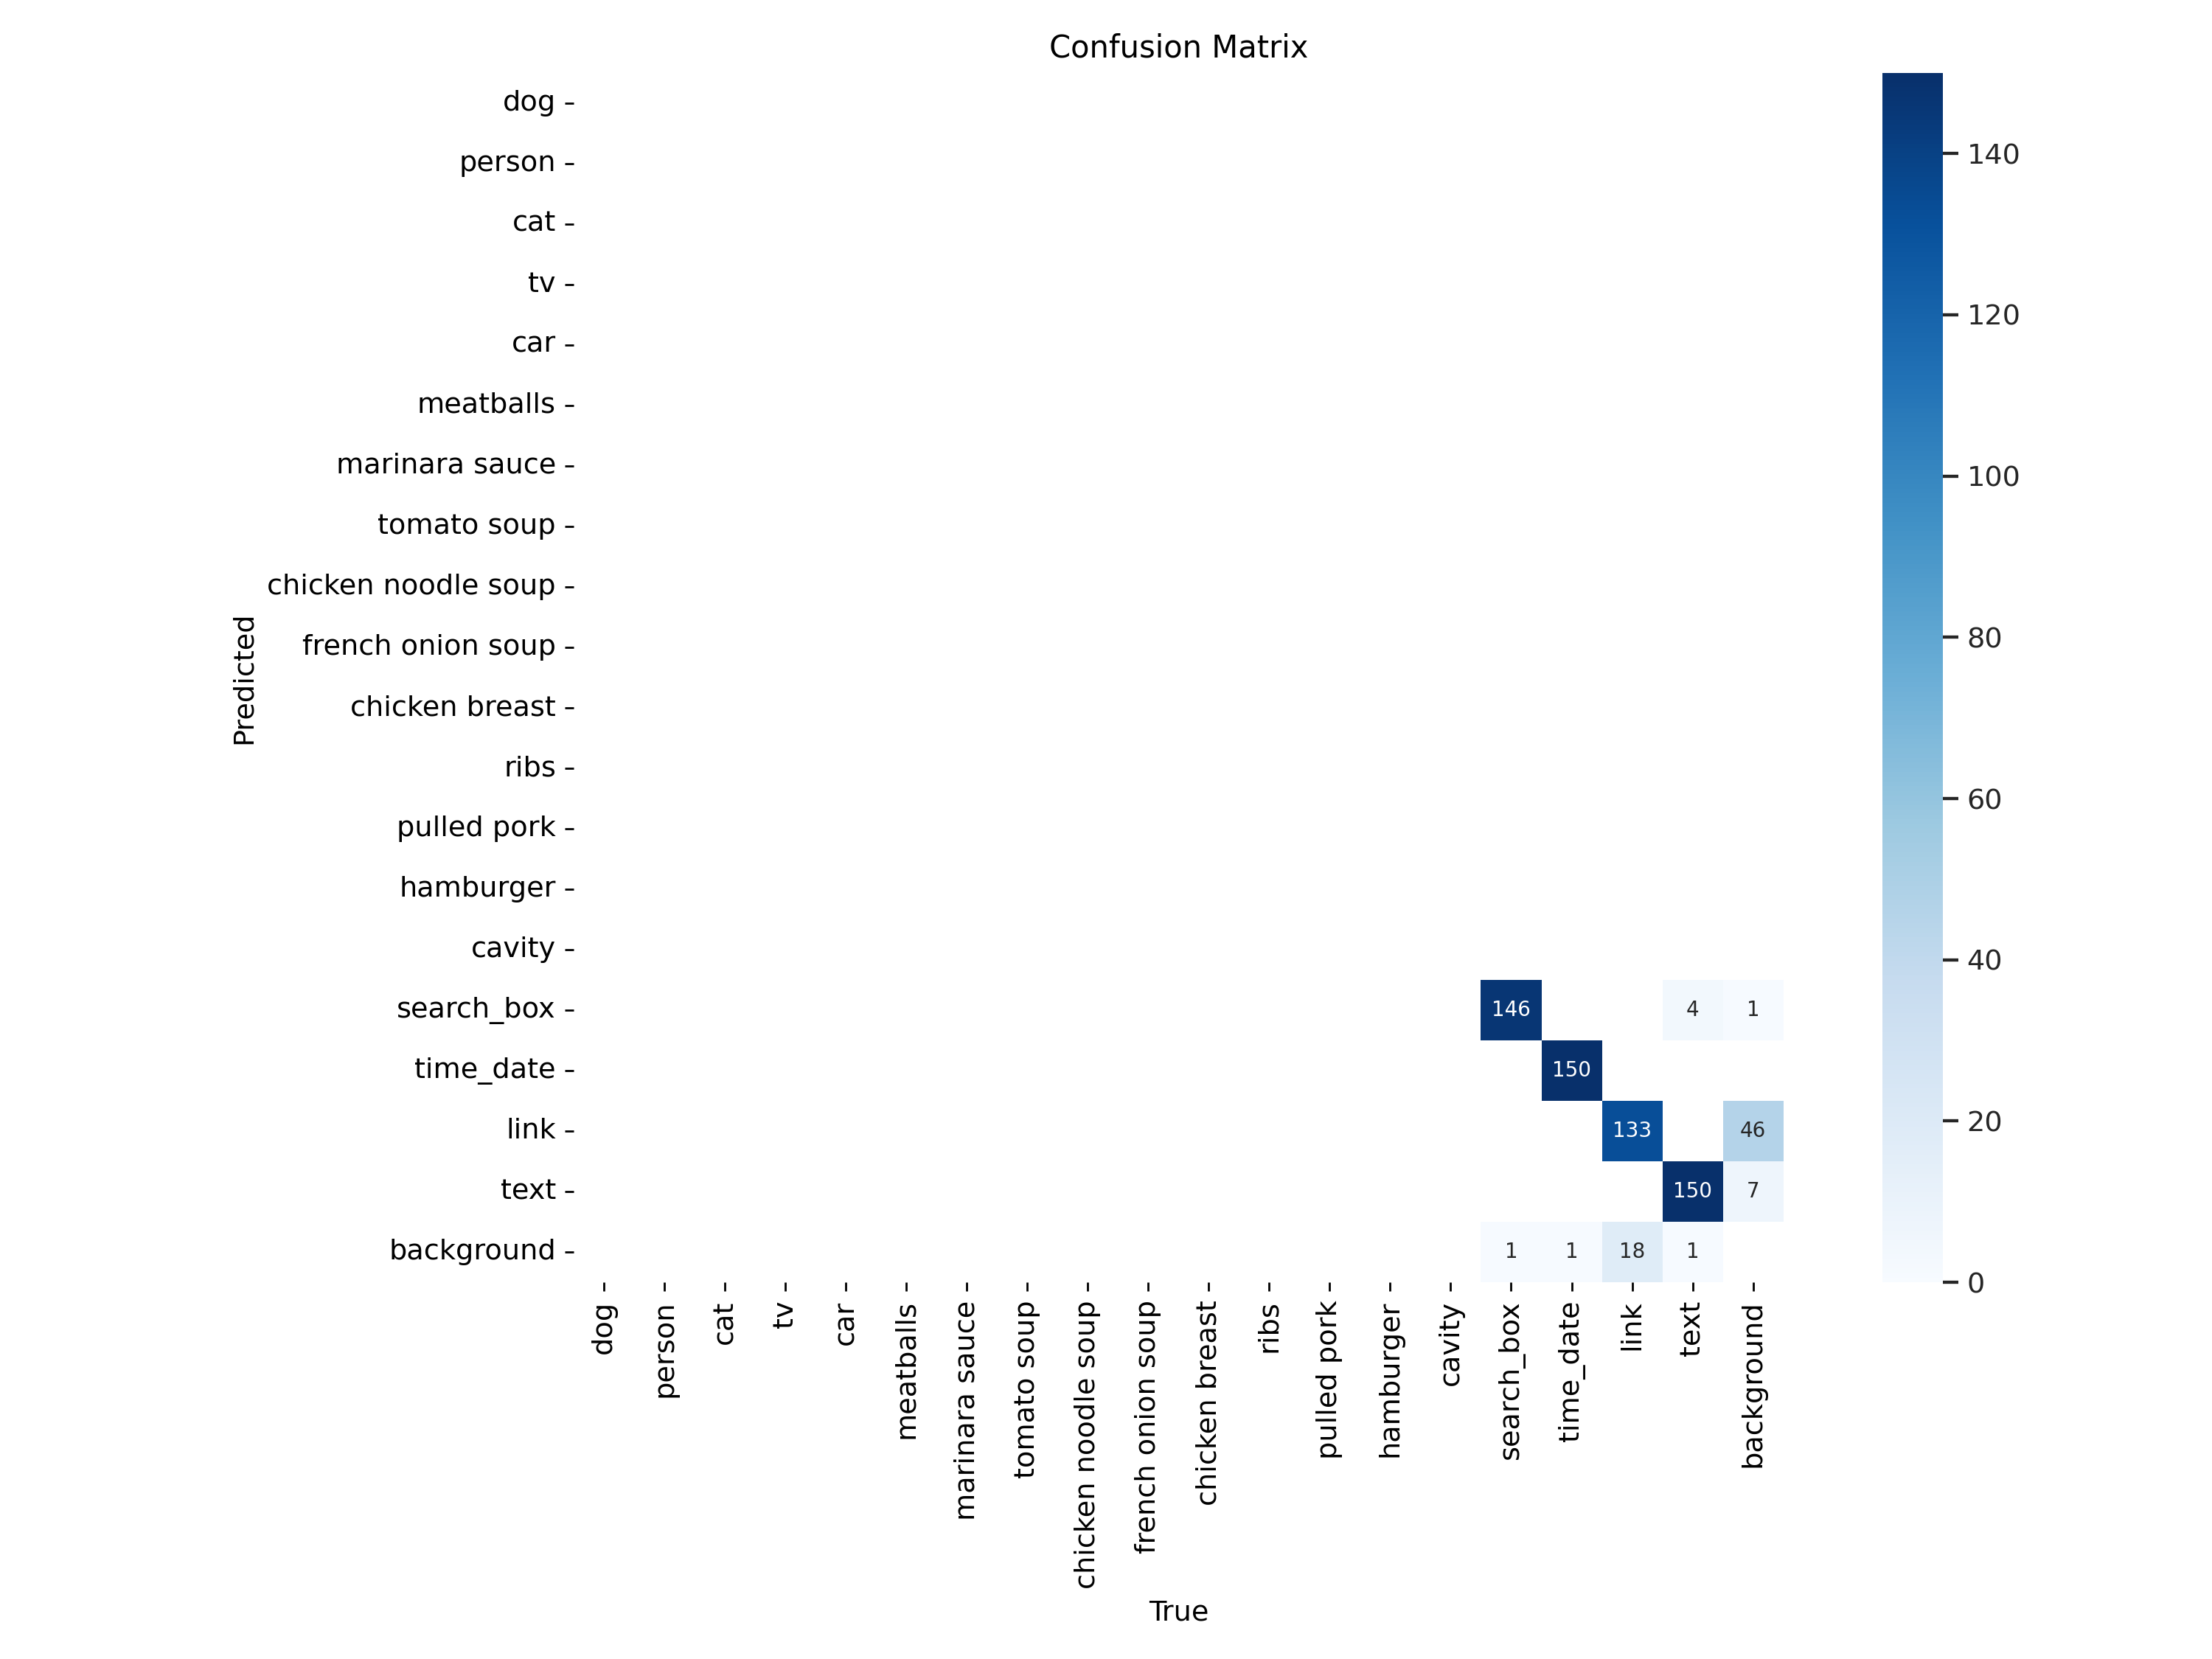 Confusion Matrix
dog
person
cat
tv
car
meatballs
marinara sauce
tomato soup
chicken noodle soup
french onion soup
chicken breast
ribs
pulled pork
hamburger
cavity
search_box 146 4 1
time_date 150
link 133 46
text 150 7
background 1 1 18 1
Predicted
dog
person
cat
tv
car
meatballs
marinara sauce
tomato soup
chicken noodle soup
french onion soup
chicken breast
ribs
pulled pork
hamburger
cavity
search_box
time_date
link
text
background
True
140
120
100
80
60
40
20
0